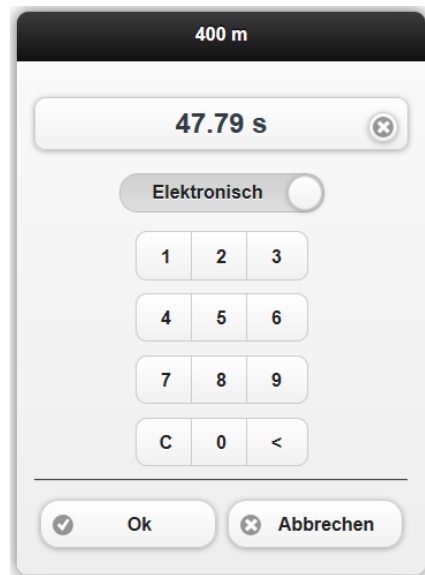 400 m
47.79 s
Elektronisch
1 2 3
4 5 6
7 8 9
C 0 <
Ok Abbrechen